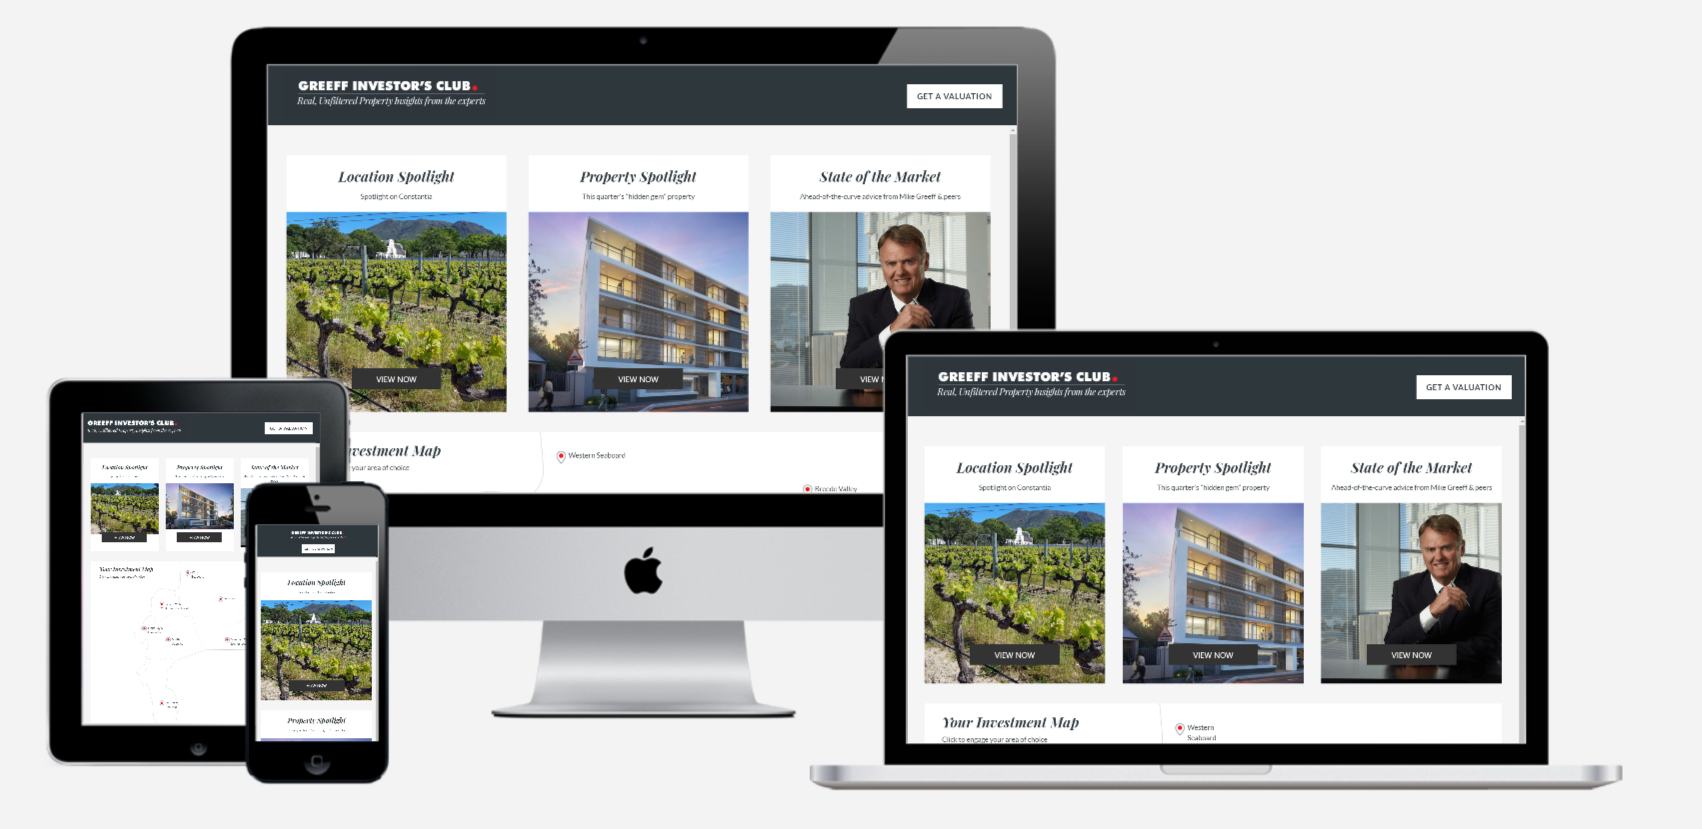 GREEFF INVESTOR'S CLUB.
Real, Unfiltered Property Insights from the experts
GET A VALUATION
Location Spotlight
Spotlight on Constantia
VIEW NOW
Property Spotlight
This quarter's "hidden gem" property
VIEW NOW
State of the Market
Ahead-of-the-curve advice from Mike Greeff & peers
VIEW
vestment Map
your area of choice
Western Seaboard
Breede Valley
GREEFF INVESTOR'S CLUB.
Real, Unfiltered Property Insights from the experts
GET A VALUATION
Location Spotlight
Spotlight on Constantia
VIEW NOW
Property Spotlight
This quarter's "hidden gem" property
VIEW NOW
State of the Market
Ahead-of-the-curve advice from Mike Greeff & peers
VIEW NOW
Your Investment Map
Click to engage your area of choice
Western
Seaboard
GREEFF INVESTOR'S CLUB.
GET A VALUATION
Location Spotlight
Property Spotlight
State of the Market
Your Investment Map
GREEFF INVESTOR'S CLUB
Location Spotlight
Property Spotlight